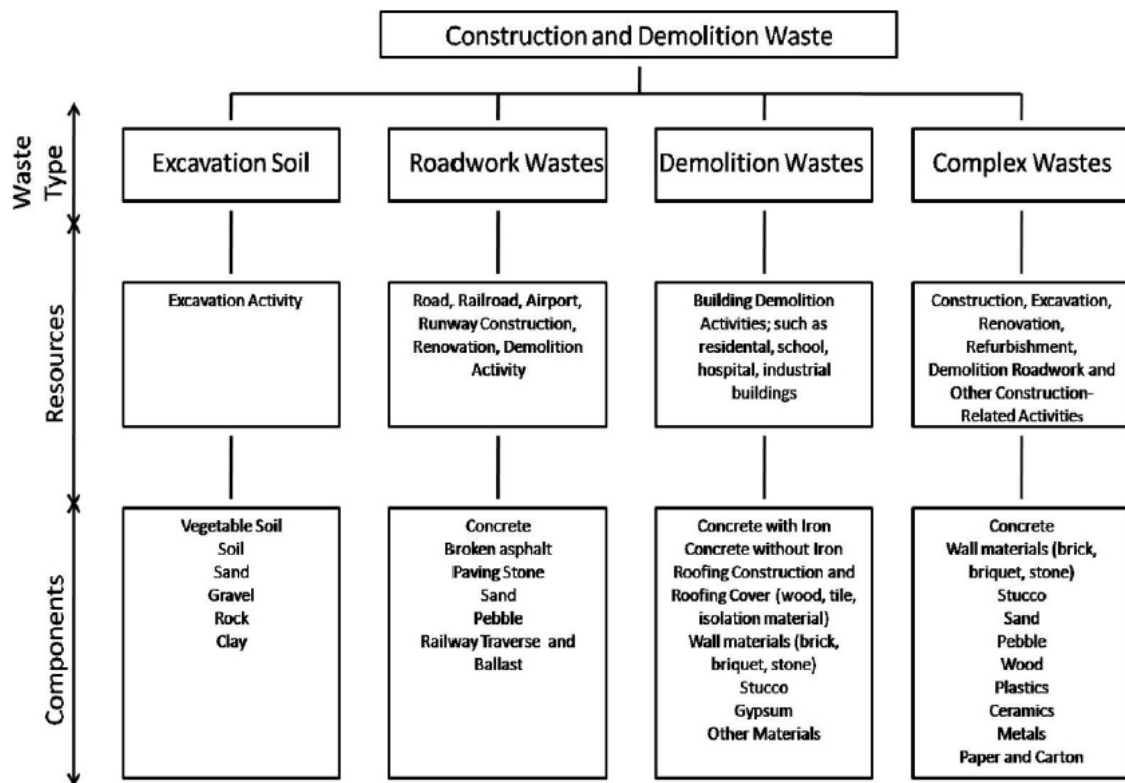 Construction and Demolition Waste
Waste
Type
Excavation Soil
Roadwork Wastes
Demolition Wastes
Complex Wastes
Resources
Excavation Activity
Road, Railroad, Airport,
Runway Construction,
Renovation, Demolition
Activity
Building Demolition
Activities; such as
residental, school,
hospital, industrial
buildings
Construction, Excavation,
Renovation,
Refurbishment,
Demolition Roadwork and
Other Construction-
Related Activities
Components
Vegetable Soil
Soil
Sand
Gravel
Rock
Clay
Concrete
Broken asphalt
Paving Stone
Sand
Pebble
Railway Traverse and
Ballast
Concrete with Iron
Concrete without Iron
Roofing Construction and
Roofing Cover (wood, tile,
isolation material)
Wall materials (brick,
briquet, stone)
Stucco
Gypsum
Other Materials
Concrete
Wall materials (brick,
briquet, stone)
Stucco
Sand
Pebble
Wood
Plastics
Ceramics
Metals
Paper and Carton